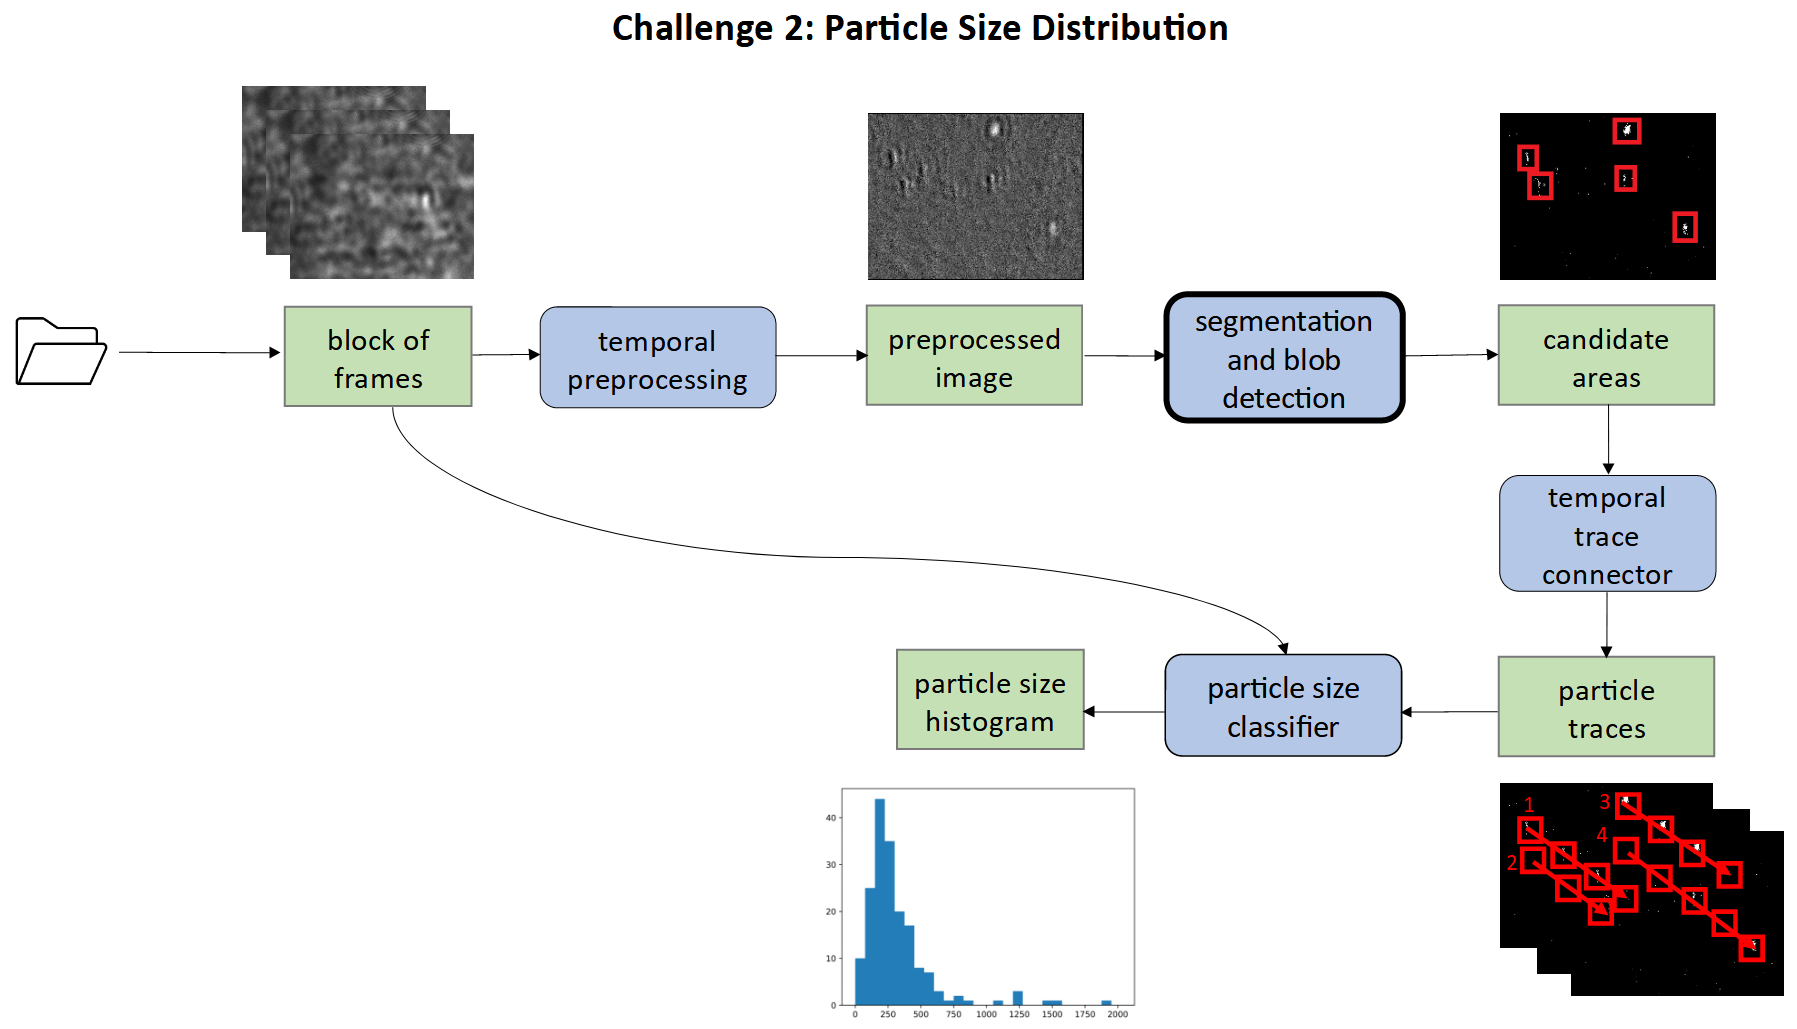 Challenge 2: Particle Size Distribution
block of
frames
temporal
preprocessing
preprocessed
image
segmentation
and blob
detection
candidate
areas
temporal
trace
connector
particle size
histogram
particle size
classifier
particle
traces
40
30
20
10
0
0 250 500 750 1000 1250 1500 1750 2000
1
3
4
2